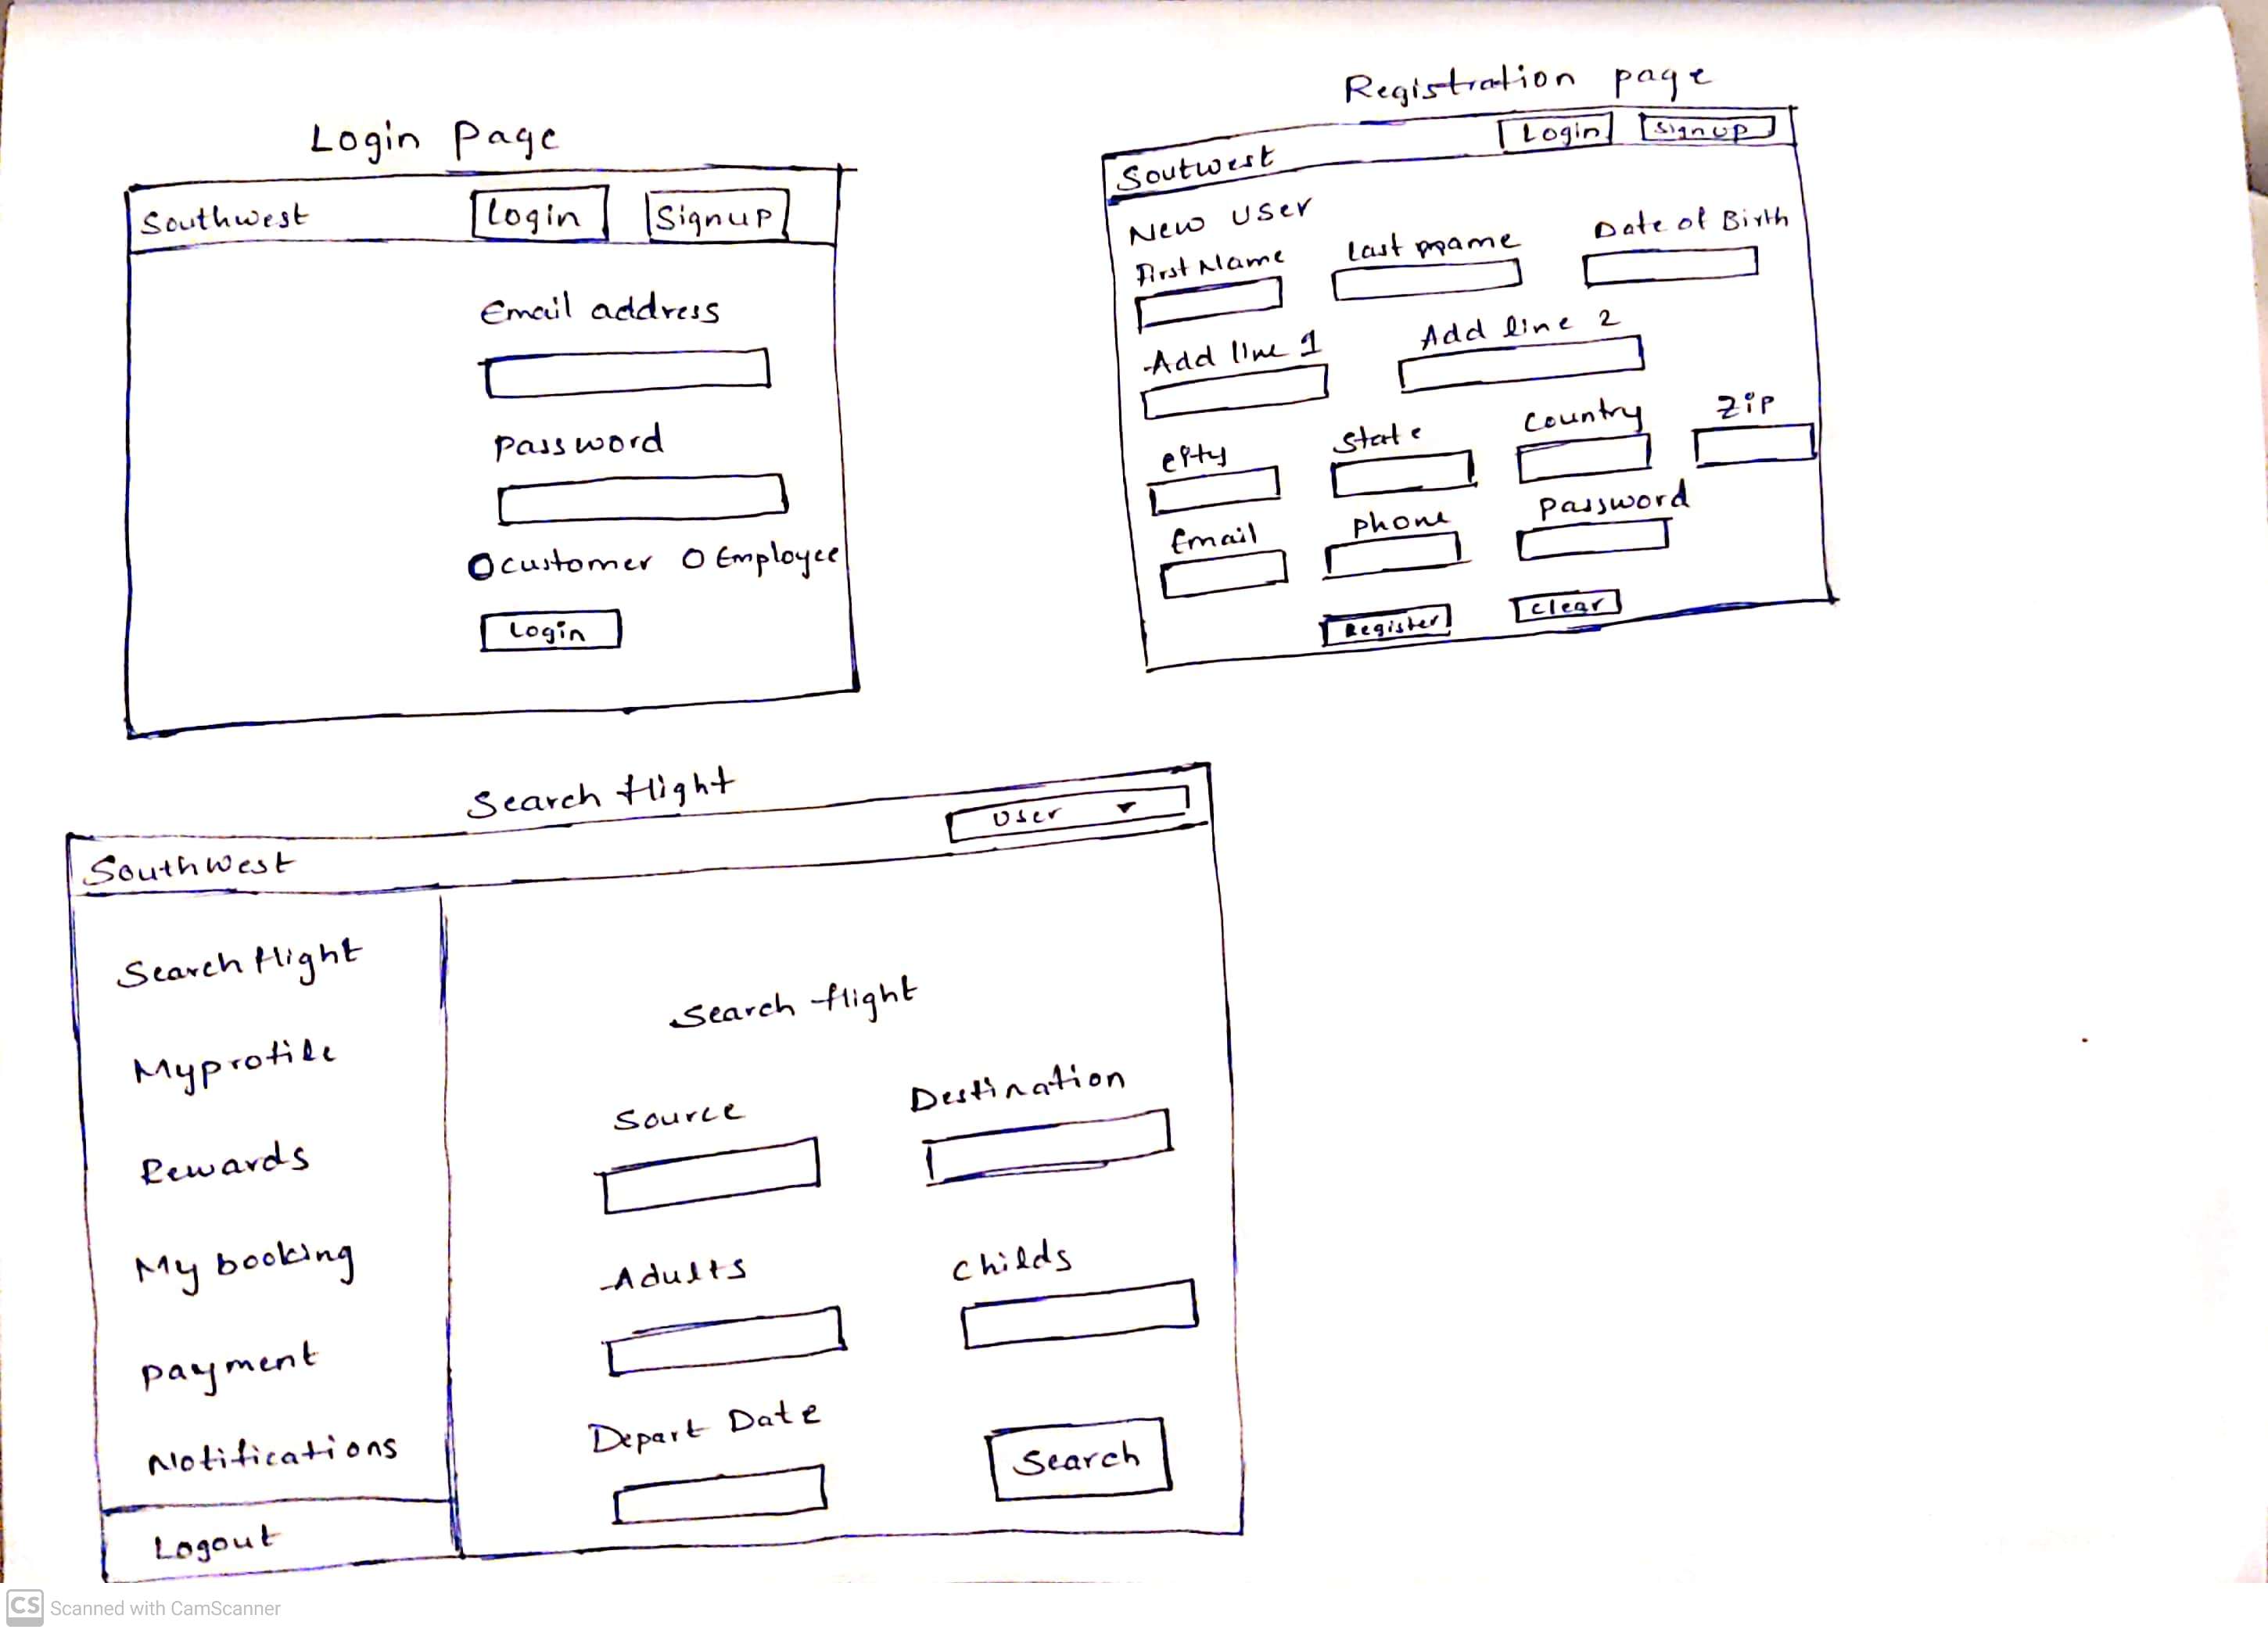 Login Page
Southwest Login Signup
Email address
password
O customer O Employee
Login
Registration page
Soutwest Login Signup
New User
First Name Last Name Date of Birth
Add line 1 Add line 2
city State Country Zip
Email phone password
Register clear
Search flight
Southwest User
Search flight
Myprofile
Rewards
My booking
payment
Notifications
Logout
Search flight
Source Destination
Adults childs
Depart Date
Search
CS Scanned with CamScanner